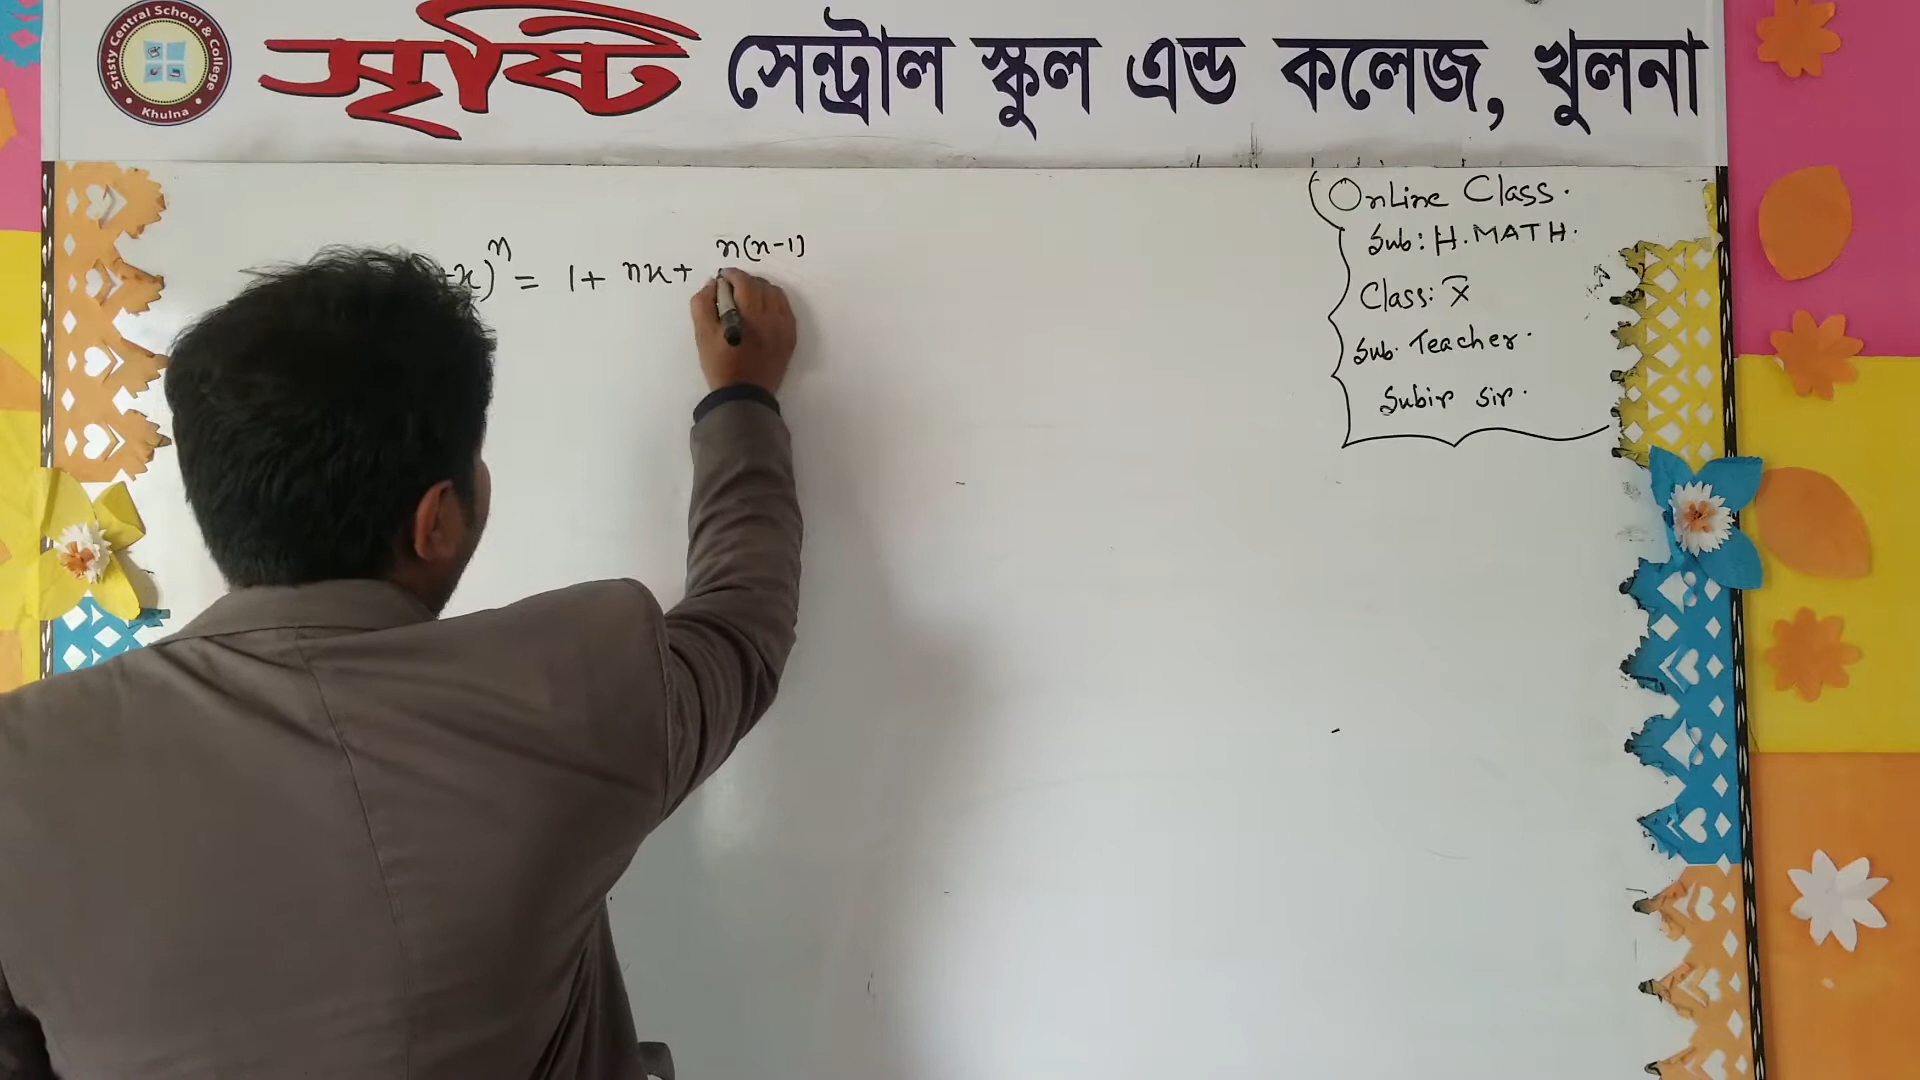 Sristy Central School & College
Khulna
সৃষ্টি সেন্ট্রাল স্কুল এন্ড কলেজ, খুলনা
+x)ⁿ = 1 + nx + n(n-1)
Online Class.
Sub: H. MATH.
Class: X
Sub. Teacher.
Subir Sir.